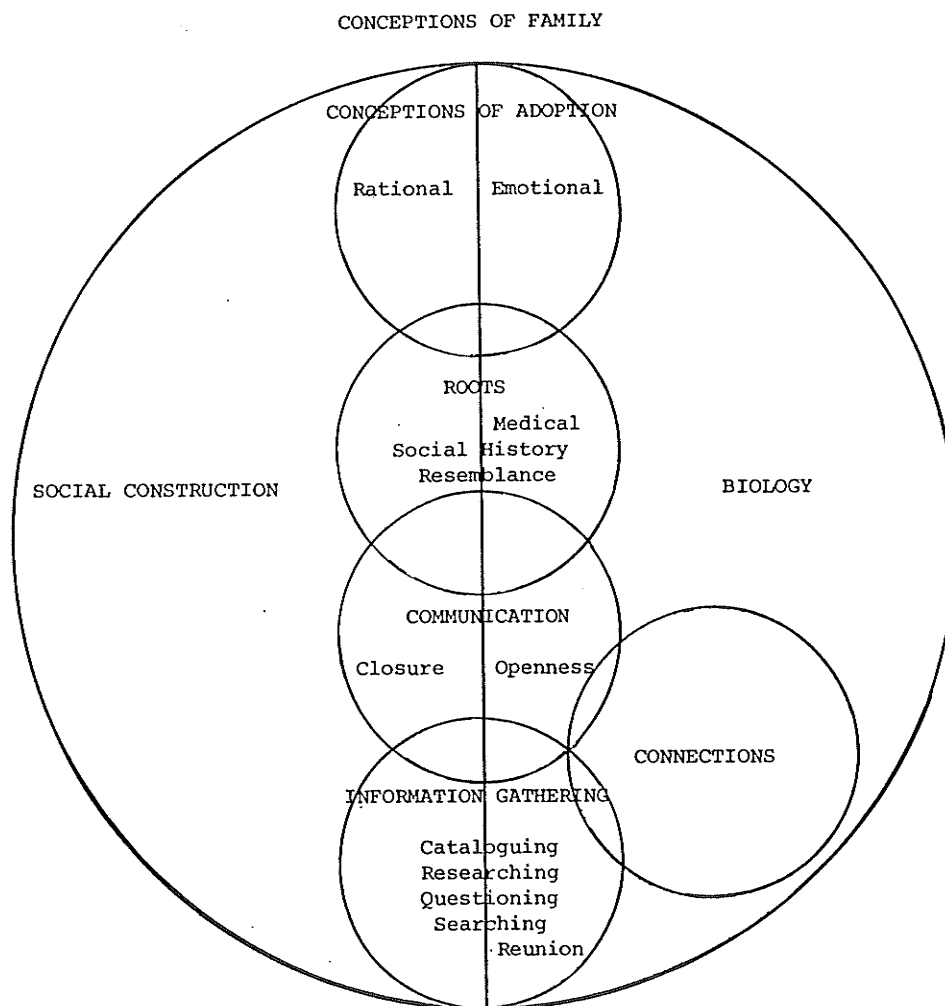 CONCEPTIONS OF FAMILY
CONCEPTIONS OF ADOPTION
Rational
Emotional
ROOTS
Medical
Social History
Resemblance
SOCIAL CONSTRUCTION
BIOLOGY
COMMUNICATION
Closure
Openness
CONNECTIONS
INFORMATION GATHERING
Cataloguing
Researching
Questioning
Searching
Reunion